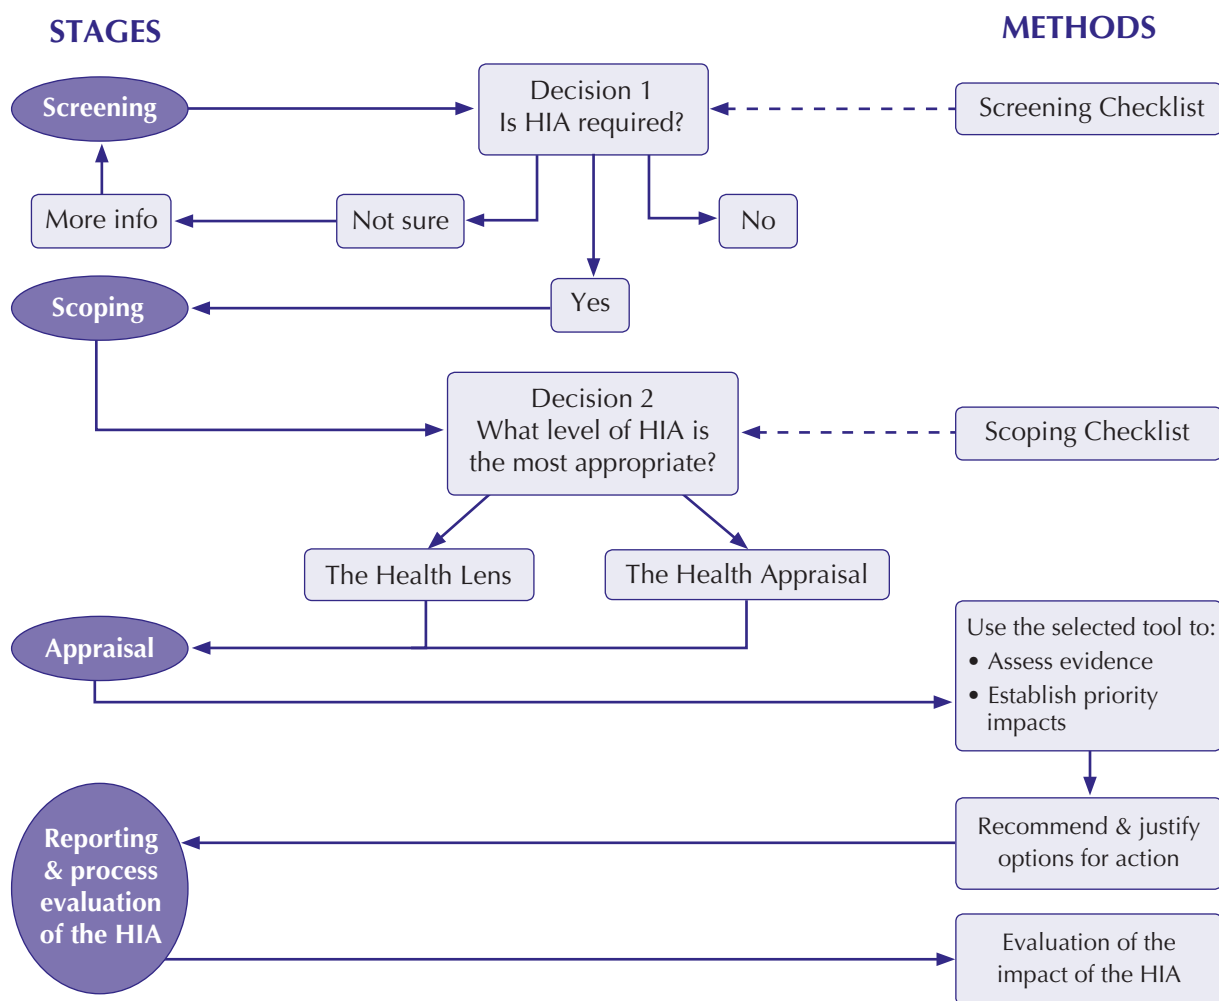 STAGES
METHODS
Screening
Decision 1
Is HIA required?
Screening Checklist
More info
Not sure
No
Scoping
Yes
Decision 2
What level of HIA is
the most appropriate?
Scoping Checklist
The Health Lens
The Health Appraisal
Appraisal
Use the selected tool to:
• Assess evidence
• Establish priority
impacts
Reporting
& process
evaluation
of the HIA
Recommend & justify
options for action
Evaluation of the
impact of the HIA